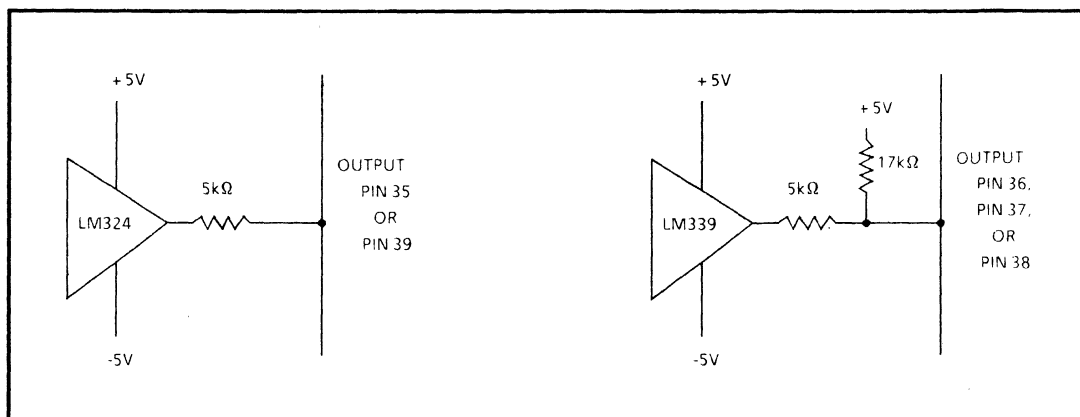 +5V
5kΩ
LM324
-5V
OUTPUT
PIN 35
OR
PIN 39
+5V
+5V
17kΩ
5kΩ
LM339
-5V
OUTPUT
PIN 36,
PIN 37,
OR
PIN 38